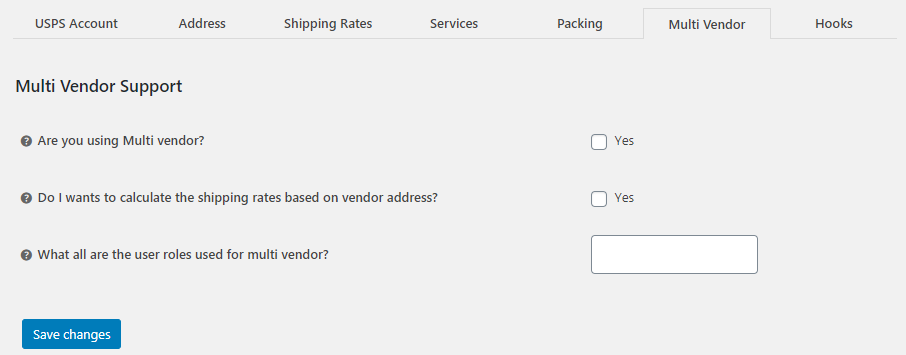 USPS Account Address Shipping Rates Services Packing Multi Vendor Hooks
Multi Vendor Support
? Are you using Multi vendor? Yes
? Do I wants to calculate the shipping rates based on vendor address? Yes
? What all are the user roles used for multi vendor?
Save changes